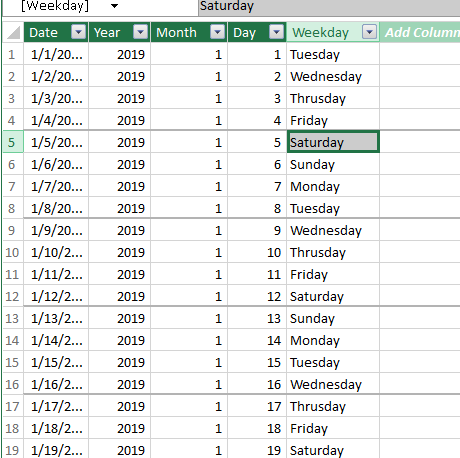 [Weekday] Saturday
Date Year Month Day Weekday Add Column
1 1/1/20... 2019 1 1 Tuesday
2 1/2/20... 2019 1 2 Wednesday
3 1/3/20... 2019 1 3 Thrusday
4 1/4/20... 2019 1 4 Friday
5 1/5/20... 2019 1 5 Saturday
6 1/6/20... 2019 1 6 Sunday
7 1/7/20... 2019 1 7 Monday
8 1/8/20... 2019 1 8 Tuesday
9 1/9/20... 2019 1 9 Wednesday
10 1/10/2... 2019 1 10 Thrusday
11 1/11/2... 2019 1 11 Friday
12 1/12/2... 2019 1 12 Saturday
13 1/13/2... 2019 1 13 Sunday
14 1/14/2... 2019 1 14 Monday
15 1/15/2... 2019 1 15 Tuesday
16 1/16/2... 2019 1 16 Wednesday
17 1/17/2... 2019 1 17 Thrusday
18 1/18/2... 2019 1 18 Friday
19 1/19/2... 2019 1 19 Saturday